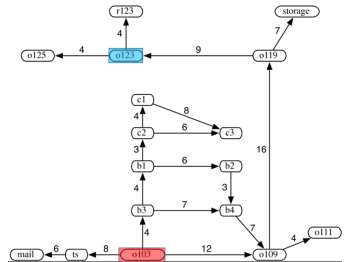 r123 storage
4 7
4 9
o125 o123 o119
c1
8
4
c2 6 c3
3 16
b1 6 b2
4 3
b3 7 b4
7 4 o111
4
6 8 12
mail ts o103 o109